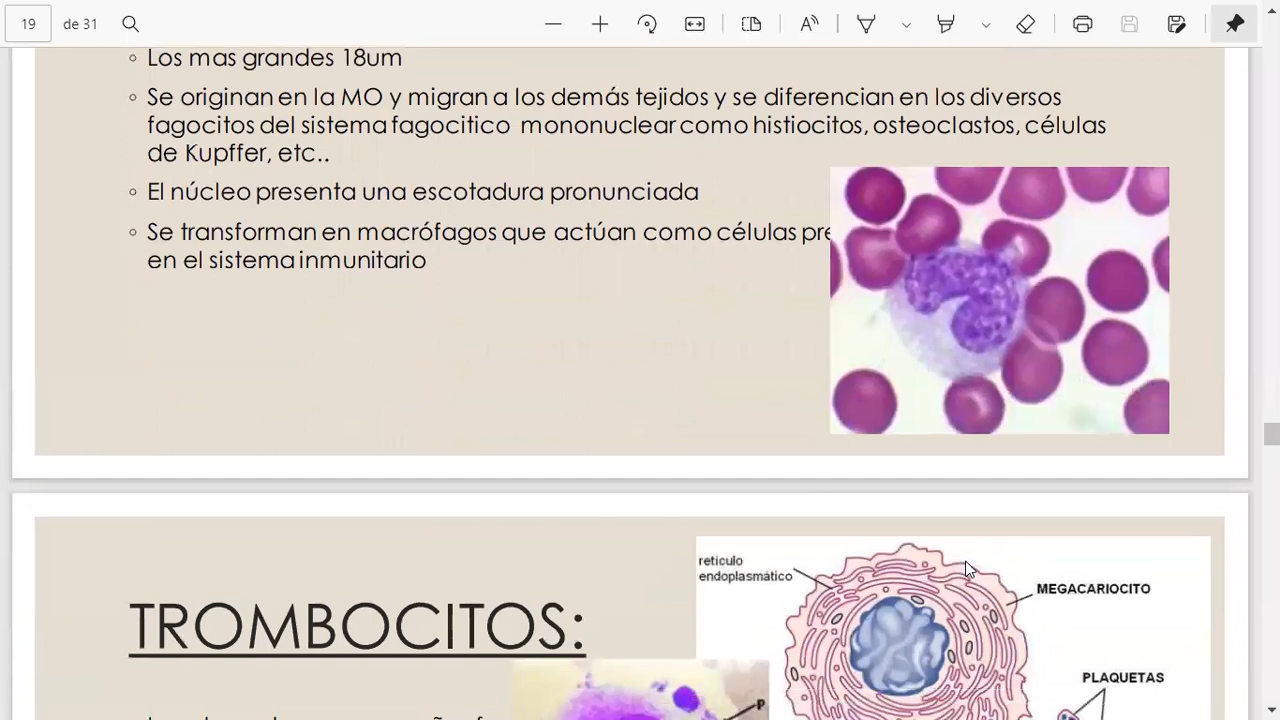 19 de 31
◦ Los mas grandes 18um
◦ Se originan en la MO y migran a los demás tejidos y se diferencian en los diversos
fagocitos del sistema fagocitico mononuclear como histiocitos, osteoclastos, células
de Kupffer, etc..
◦ El núcleo presenta una escotadura pronunciada
◦ Se transforman en macrófagos que actúan como células
en el sistema inmunitario
TROMBOCITOS:
retículo
endoplasmático
MEGACARIOCITO
PLAQUETAS
P